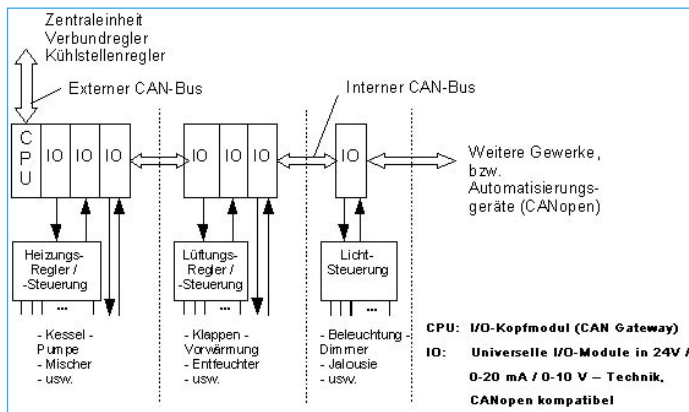 Zentraleinheit
Verbundregler
Kühlstellenregler
Externer CAN-Bus
Interner CAN-Bus
C
P
U
IO
IO
IO
IO
IO
IO
IO
Weitere Gewerke,
bzw.
Automatisierungs-
geräte (CANopen)
Heizungs-
Regler /
-Steuerung
...
Lüftungs-
Regler /
-Steuerung
...
Licht-
Steuerung
...
- Kessel -
Pumpe
- Mischer
- usw.
- Klappen -
Vorwärmung
- Entfeuchter
- usw.
- Beleuchtung -
Dimmer
- Jalousie
- usw.
CPU: I/O-Kopfmodul (CAN Gateway)
IO: Universelle I/O-Module in 24V /
0-20 mA / 0-10 V – Technik,
CANopen kompatibel